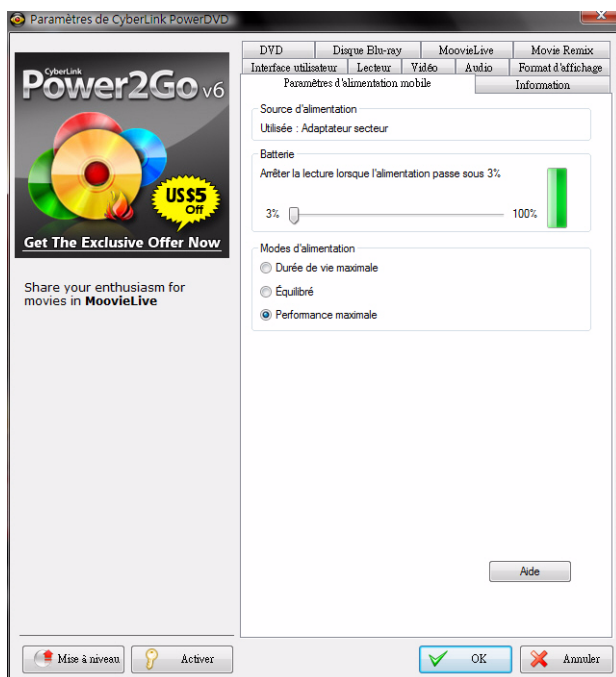 Paramètres de CyberLink PowerDVD
CyberLink
Power2Go v6
US$5
Off
Get The Exclusive Offer Now
Share your enthusiasm for
movies in MoovieLive
DVD Disque Blu-ray MoovieLive Movie Remix
Interface utilisateur Lecteur Vidéo Audio Format d'affichage
Paramètres d'alimentation mobile Information
Source d'alimentation
Utilisée : Adaptateur secteur
Batterie
Arrêter la lecture lorsque l'alimentation passe sous 3%
3% 100%
Modes d'alimentation
Durée de vie maximale
Équilibré
Performance maximale
Aide
Mise à niveau Activer OK Annuler